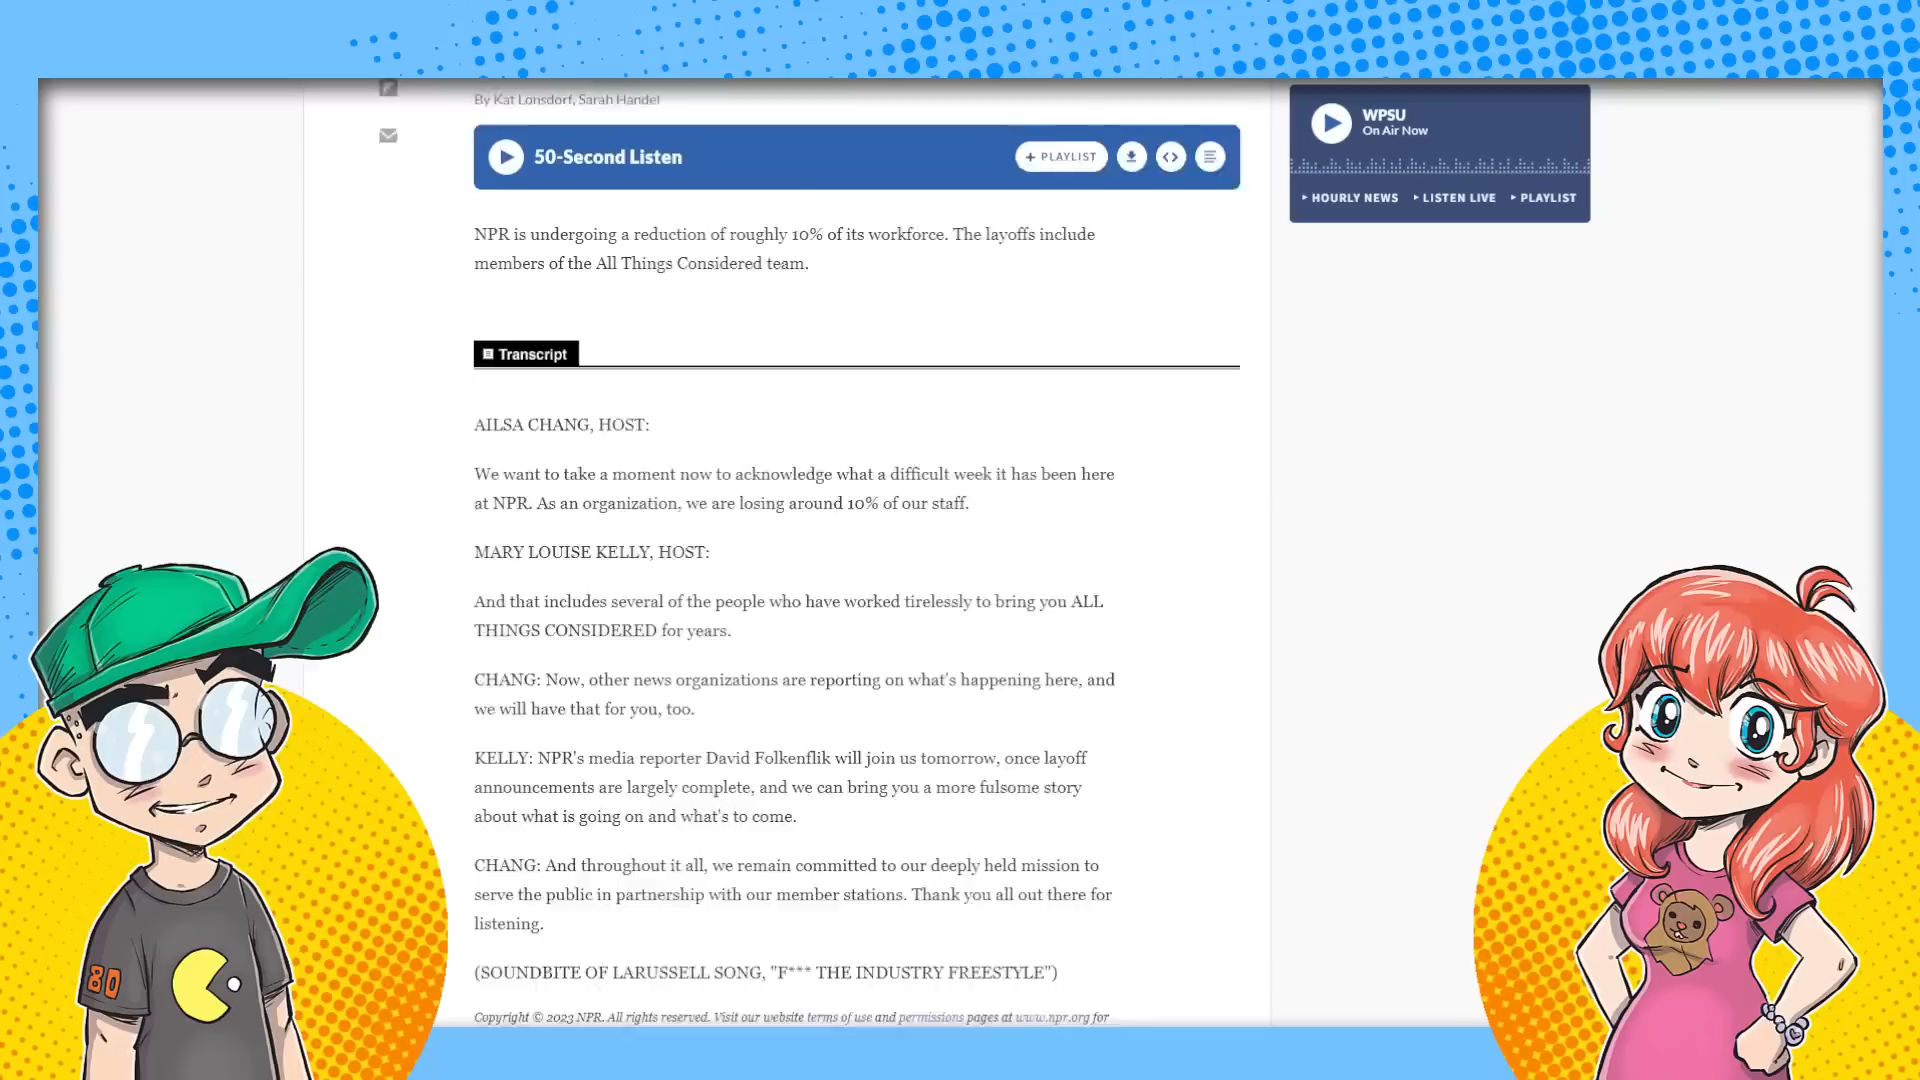 By Kat Lonsdorf, Sarah Handel
50-Second Listen
+ PLAYLIST
WPSU
On Air Now
HOURLY NEWS
LISTEN LIVE
PLAYLIST
NPR is undergoing a reduction of roughly 10% of its workforce. The layoffs include
members of the All Things Considered team.
Transcript
AILSA CHANG, HOST:
We want to take a moment now to acknowledge what a difficult week it has been here
at NPR. As an organization, we are losing around 10% of our staff.
MARY LOUISE KELLY, HOST:
And that includes several of the people who have worked tirelessly to bring you ALL
THINGS CONSIDERED for years.
CHANG: Now, other news organizations are reporting on what's happening here, and
we will have that for you, too.
KELLY: NPR's media reporter David Folkenflik will join us tomorrow, once layoff
announcements are largely complete, and we can bring you a more fulsome story
about what is going on and what's to come.
CHANG: And throughout it all, we remain committed to our deeply held mission to
serve the public in partnership with our member stations. Thank you all out there for
listening.
(SOUNDBITE OF LARUSSELL SONG, "F*** THE INDUSTRY FREESTYLE")
Copyright © 2023 NPR. All rights reserved. Visit our website terms of use and permissions pages at www.npr.org for
80